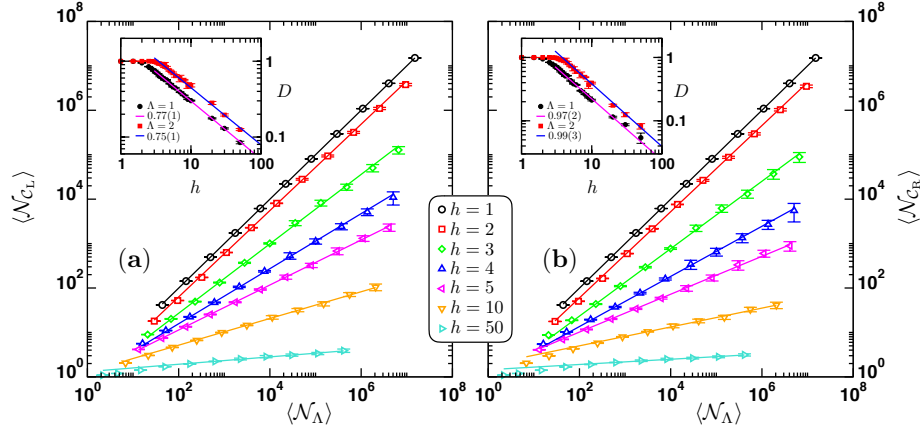 10^8
10^6
10^4
10^2
10^0
⟨𝒩_{𝒞_L}⟩
1
0.1
D
Λ = 1
0.77(1)
Λ = 2
0.75(1)
1 10 100
h
(a)
10^0 10^2 10^4 10^6 10^8
⟨𝒩_Λ⟩
h = 1
h = 2
h = 3
h = 4
h = 5
h = 10
h = 50
1
0.1
D
Λ = 1
0.97(2)
Λ = 2
0.99(3)
1 10 100
h
(b)
10^0 10^2 10^4 10^6 10^8
⟨𝒩_Λ⟩
10^8
10^6
10^4
10^2
10^0
⟨𝒩_{𝒞_R}⟩